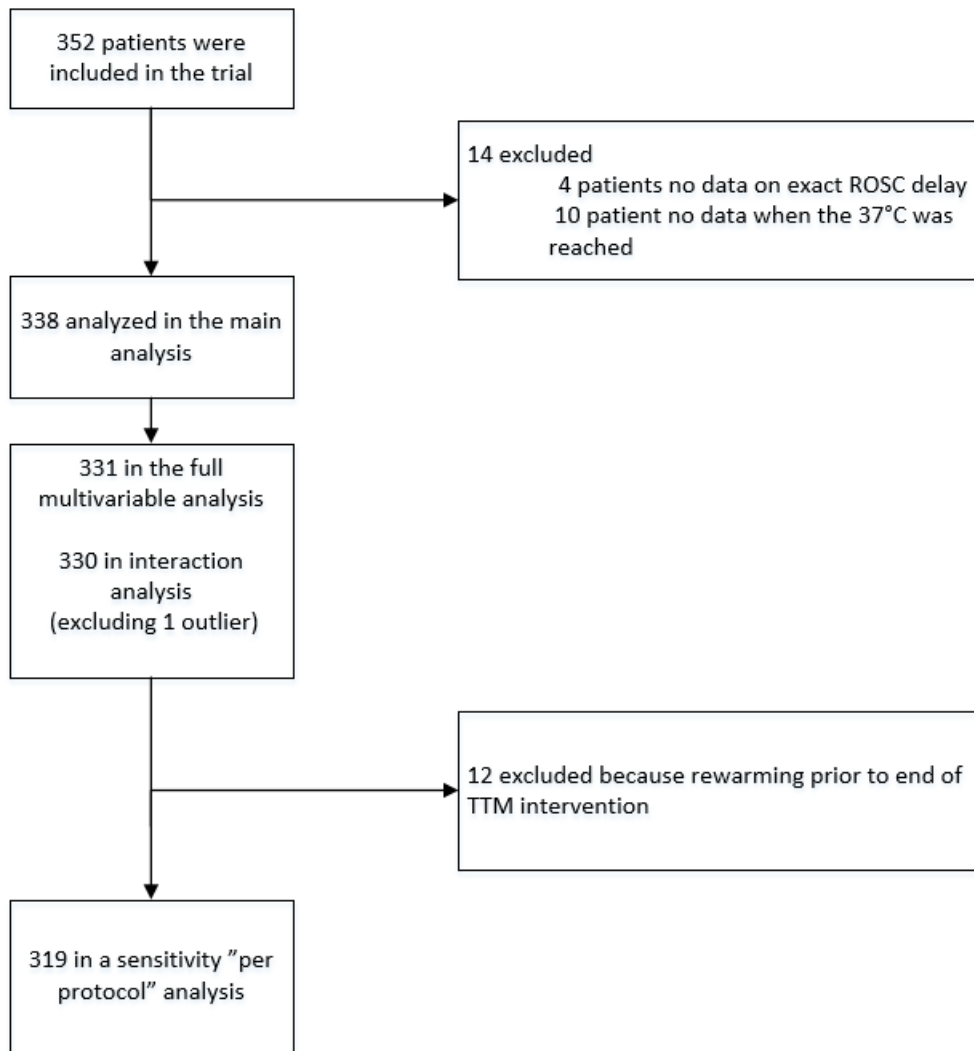 352 patients were
included in the trial
14 excluded
4 patients no data on exact ROSC delay
10 patient no data when the 37°C was
reached
338 analyzed in the main
analysis
331 in the full
multivariable analysis
330 in interaction
analysis
(excluding 1 outlier)
12 excluded because rewarming prior to end of
TTM intervention
319 in a sensitivity ”per
protocol” analysis